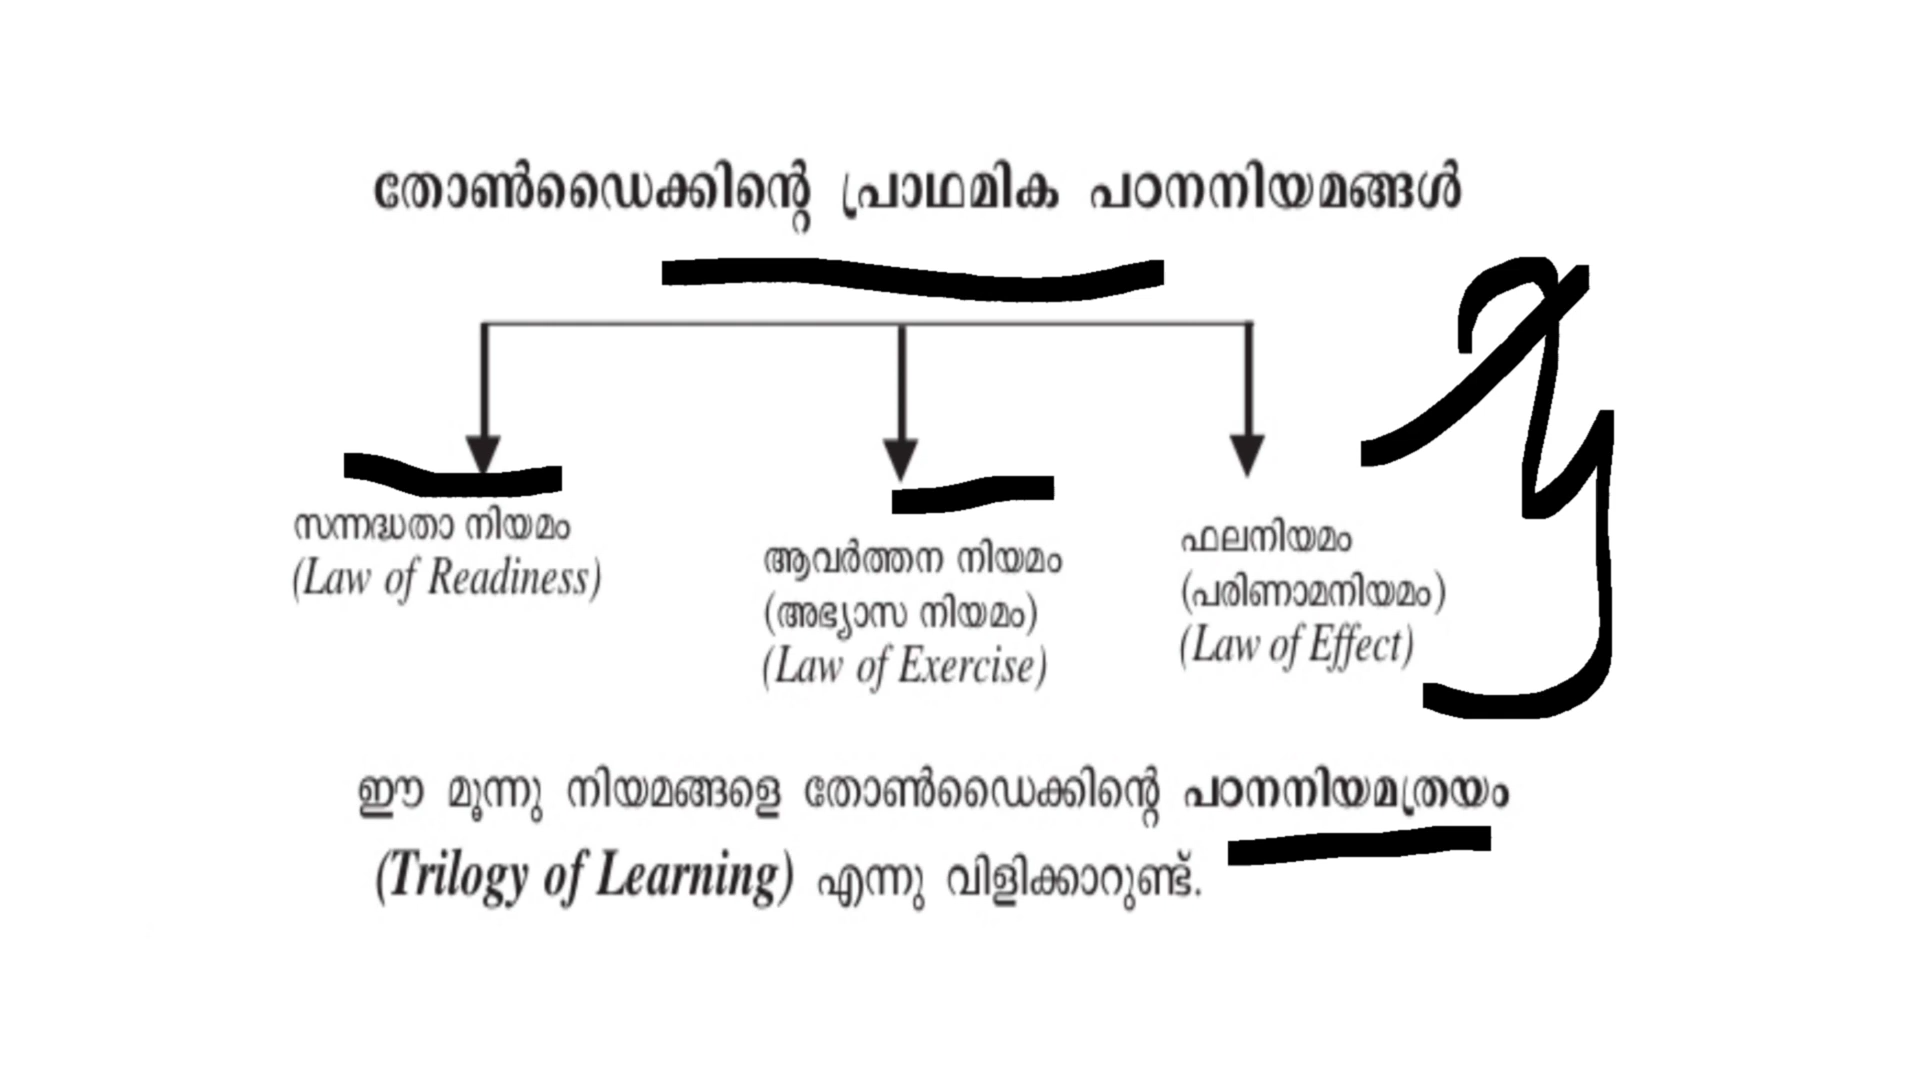 തോൺഡൈക്കിന്റെ പ്രാഥമിക പഠനനിയമങ്ങൾ
സന്നദ്ധതാ നിയമം
(Law of Readiness)
ആവർത്തന നിയമം
(അഭ്യാസ നിയമം)
(Law of Exercise)
ഫലനിയമം
(പരിണാമനിയമം)
(Law of Effect)
ഈ മൂന്നു നിയമങ്ങളെ തോൺഡൈക്കിന്റെ പഠനനിയമത്രയം
(Trilogy of Learning) എന്നു വിളിക്കാറുണ്ട്.